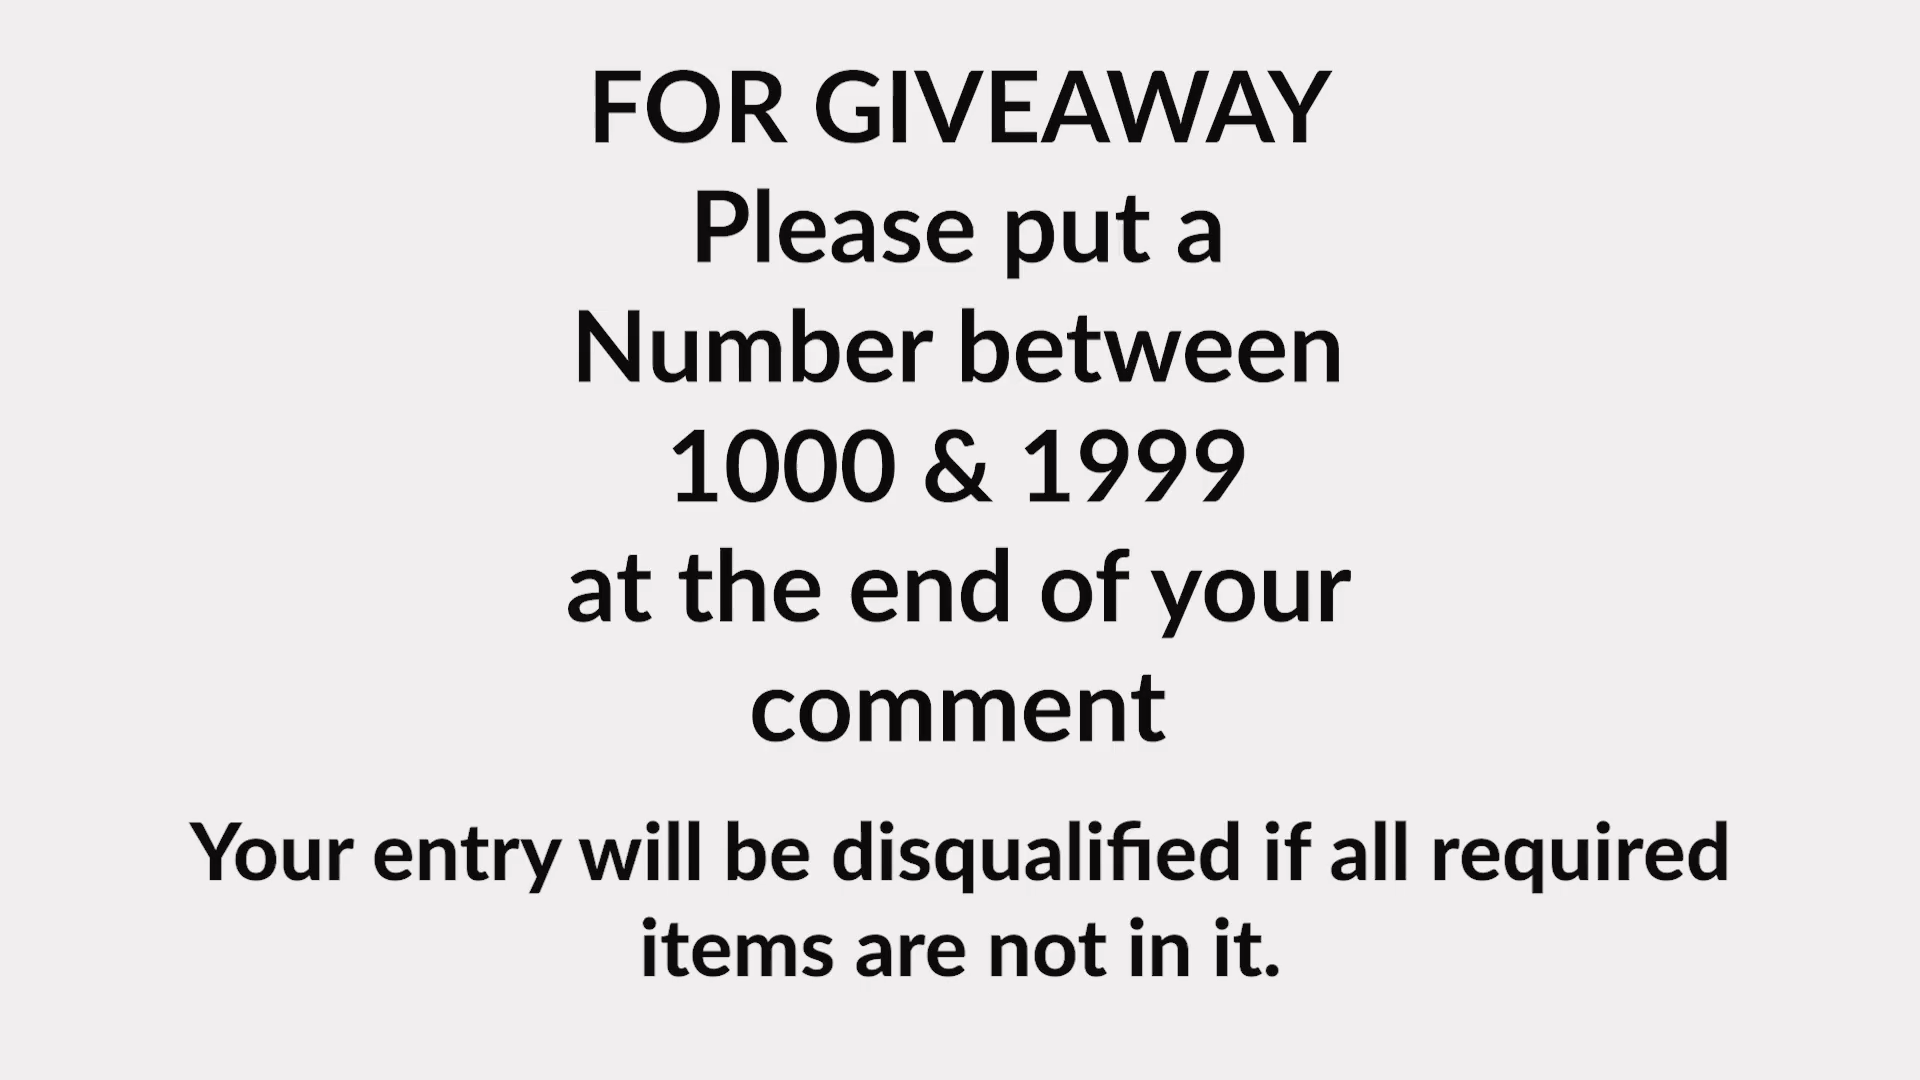 FOR GIVEAWAY
Please put a
Number between
1000 & 1999
at the end of your
comment
Your entry will be disqualified if all required
items are not in it.